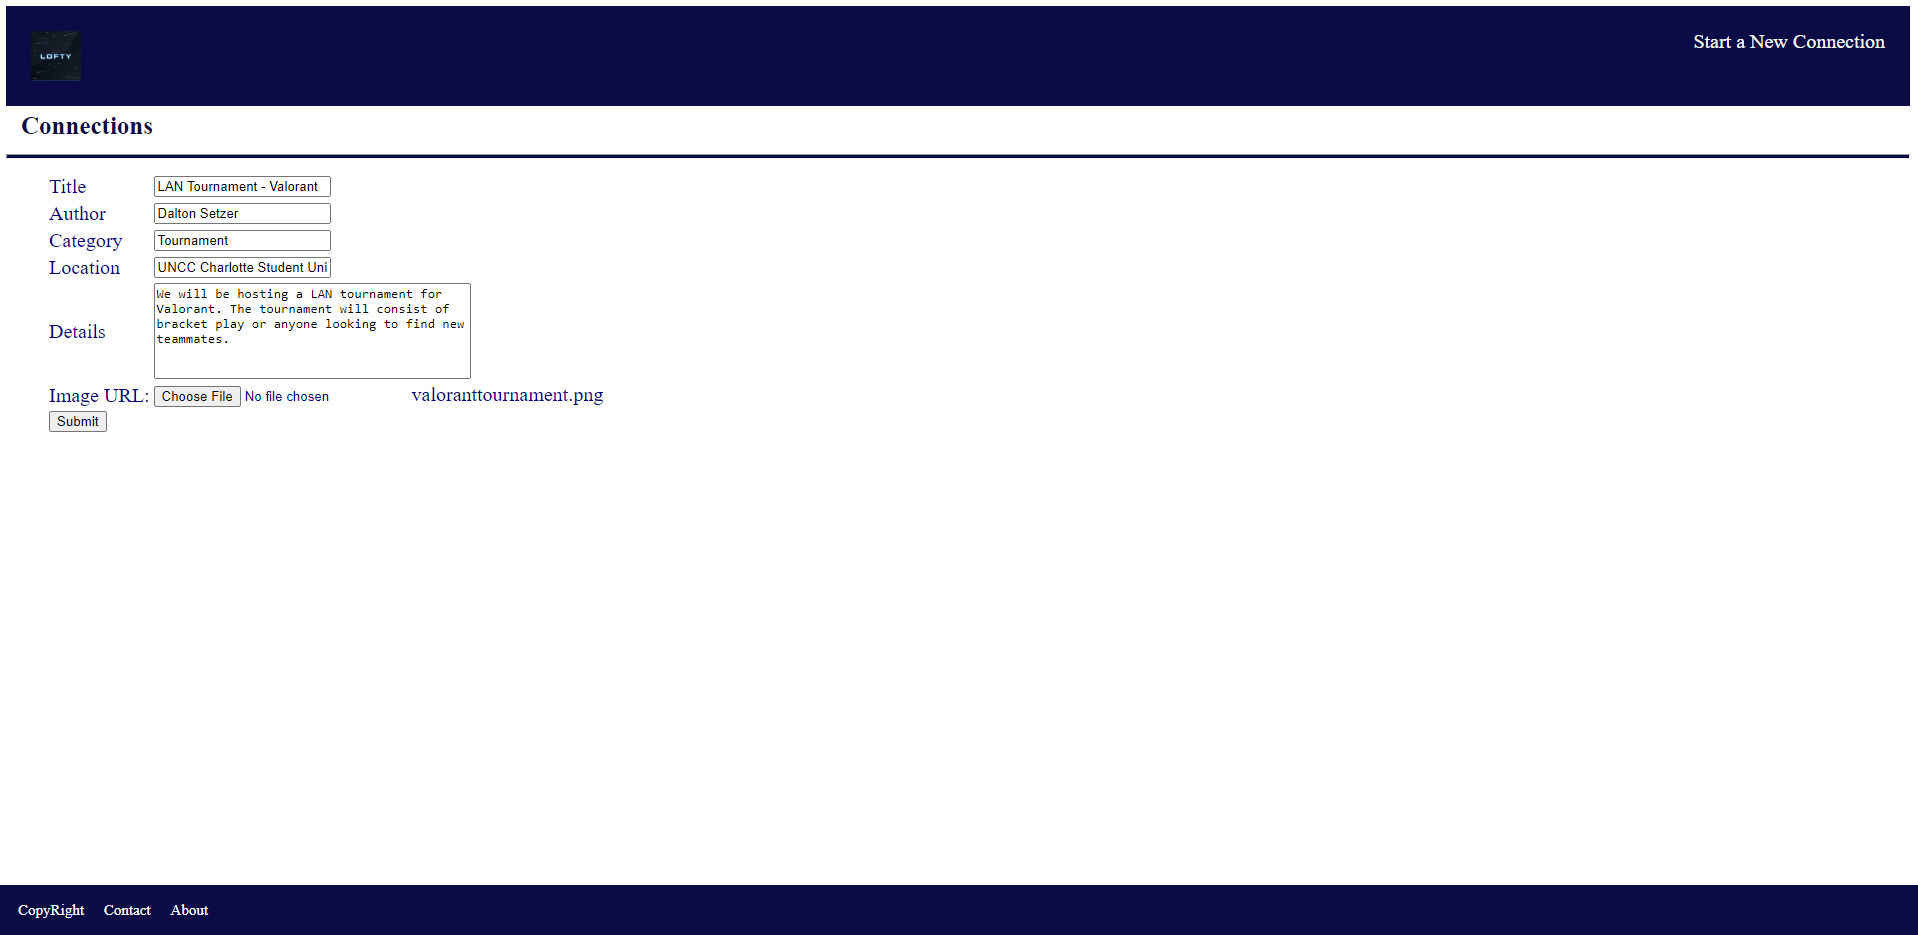 LOFTY
Start a New Connection
Connections
Title LAN Tournament - Valorant
Author Dalton Setzer
Category Tournament
Location UNCC Charlotte Student Uni
Details
We will be hosting a LAN tournament for
Valorant. The tournament will consist of
bracket play or anyone looking to find new
teammates.
Image URL: Choose File No file chosen valoranttournament.png
Submit
CopyRight Contact About